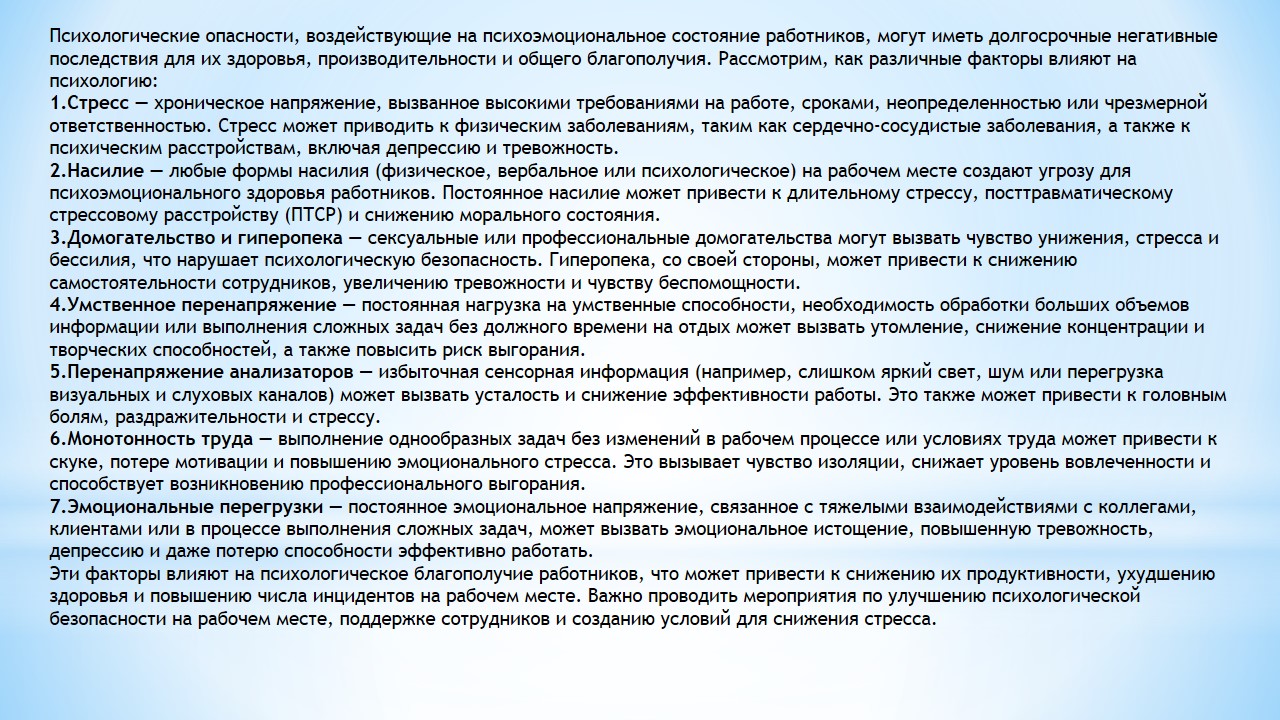 Психологические опасности, воздействующие на психоэмоциональное состояние работников, могут иметь долгосрочные негативные
последствия для их здоровья, производительности и общего благополучия. Рассмотрим, как различные факторы влияют на
психологию:
1.Стресс — хроническое напряжение, вызванное высокими требованиями на работе, сроками, неопределенностью или чрезмерной
ответственностью. Стресс может приводить к физическим заболеваниям, таким как сердечно-сосудистые заболевания, а также к
психическим расстройствам, включая депрессию и тревожность.
2.Насилие — любые формы насилия (физическое, вербальное или психологическое) на рабочем месте создают угрозу для
психоэмоционального здоровья работников. Постоянное насилие может привести к длительному стрессу, посттравматическому
стрессовому расстройству (ПТСР) и снижению морального состояния.
3.Домогательство и гиперопека — сексуальные или профессиональные домогательства могут вызвать чувство унижения, стресса и
бессилия, что нарушает психологическую безопасность. Гиперопека, со своей стороны, может привести к снижению
самостоятельности сотрудников, увеличению тревожности и чувству беспомощности.
4.Умственное перенапряжение — постоянная нагрузка на умственные способности, необходимость обработки больших объемов
информации или выполнения сложных задач без должного времени на отдых может вызвать утомление, снижение концентрации и
творческих способностей, а также повысить риск выгорания.
5.Перенапряжение анализаторов — избыточная сенсорная информация (например, слишком яркий свет, шум или перегрузка
визуальных и слуховых каналов) может вызвать усталость и снижение эффективности работы. Это также может привести к головным
болям, раздражительности и стрессу.
6.Монотонность труда — выполнение однообразных задач без изменений в рабочем процессе или условиях труда может привести к
скуке, потере мотивации и повышению эмоционального стресса. Это вызывает чувство изоляции, снижает уровень вовлеченности и
способствует возникновению профессионального выгорания.
7.Эмоциональные перегрузки — постоянное эмоциональное напряжение, связанное с тяжелыми взаимодействиями с коллегами,
клиентами или в процессе выполнения сложных задач, может вызвать эмоциональное истощение, повышенную тревожность,
депрессию и даже потерю способности эффективно работать.
Эти факторы влияют на психологическое благополучие работников, что может привести к снижению их продуктивности, ухудшению
здоровья и повышению числа инцидентов на рабочем месте. Важно проводить мероприятия по улучшению психологической
безопасности на рабочем месте, поддержке сотрудников и созданию условий для снижения стресса.